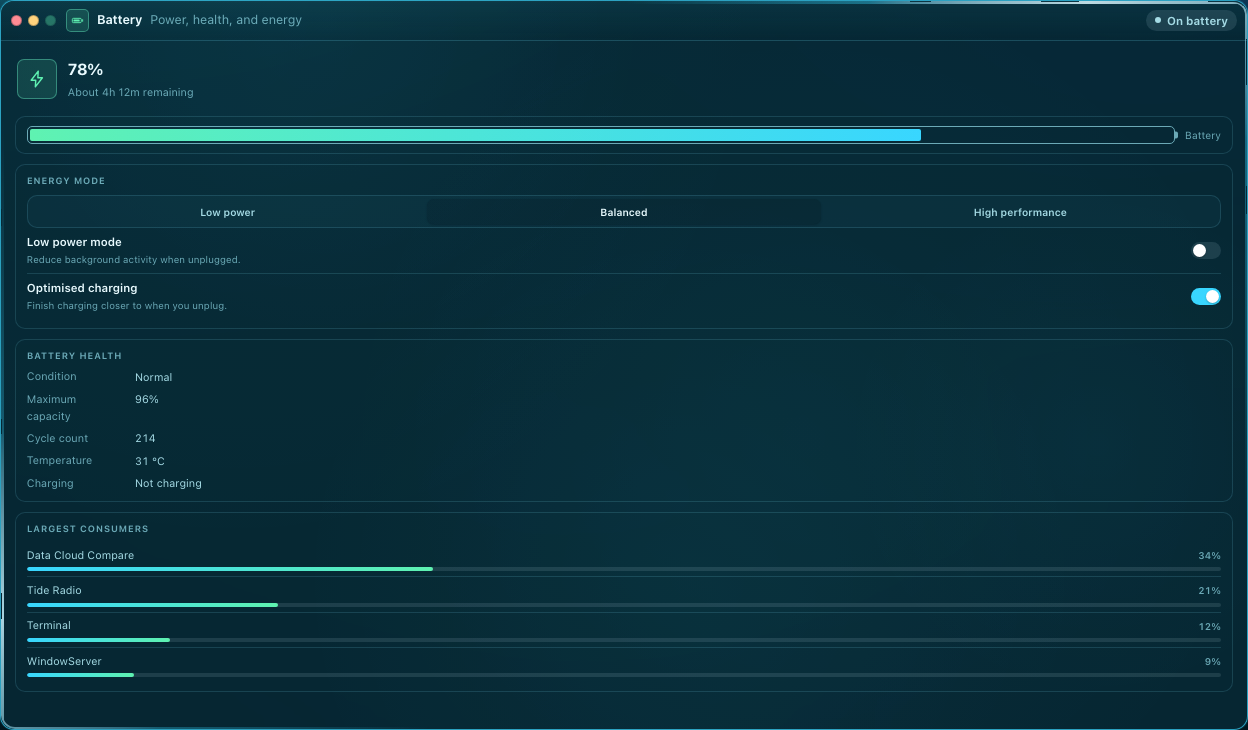 Battery Power, health, and energy
On battery
78%
About 4h 12m remaining
Battery
ENERGY MODE
Low power
Balanced
High performance
Low power mode
Reduce background activity when unplugged.
Optimised charging
Finish charging closer to when you unplug.
BATTERY HEALTH
Condition Normal
Maximum capacity 96%
Cycle count 214
Temperature 31 °C
Charging Not charging
LARGEST CONSUMERS
Data Cloud Compare 34%
Tide Radio 21%
Terminal 12%
WindowServer 9%